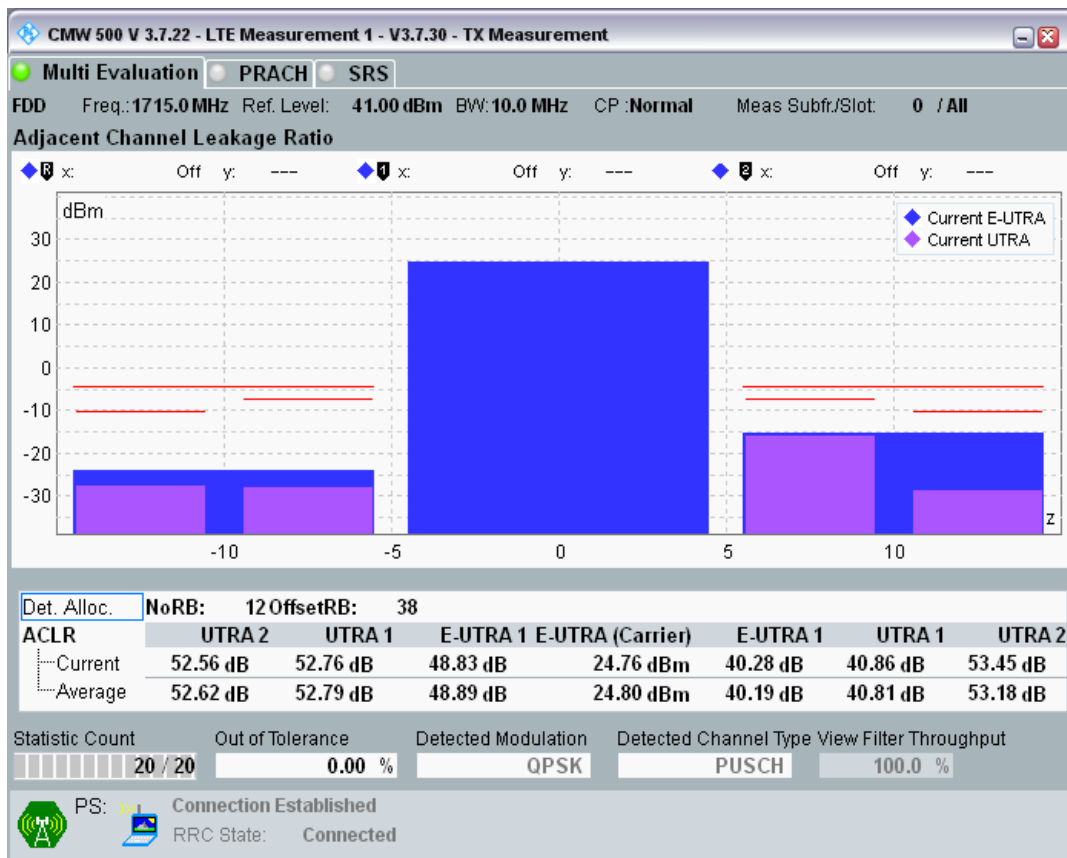 CMW 500 V 3.7.22 - LTE Measurement 1 - V3.7.30 - TX Measurement
Multi Evaluation PRACH SRS
FDD Freq.: 1715.0 MHz Ref. Level: 41.00 dBm BW: 10.0 MHz CP : Normal Meas Subfr./Slot: 0 / All
Adjacent Channel Leakage Ratio
R x: Off y: --- 1 x: Off y: --- 2 x: Off y: ---
dBm
Current E-UTRA
Current UTRA
30
20
10
0
-10
-20
-30
z
-10 -5 0 5 10
Det. Alloc. NoRB: 12 OffsetRB: 38
ACLR UTRA 2 UTRA 1 E-UTRA 1 E-UTRA (Carrier) E-UTRA 1 UTRA 1 UTRA 2
Current 52.56 dB 52.76 dB 48.83 dB 24.76 dBm 40.28 dB 40.86 dB 53.45 dB
Average 52.62 dB 52.79 dB 48.89 dB 24.80 dBm 40.19 dB 40.81 dB 53.18 dB
Statistic Count Out of Tolerance Detected Modulation Detected Channel Type View Filter Throughput
20 / 20 0.00 % QPSK PUSCH 100.0 %
PS: Connection Established
RRC State: Connected